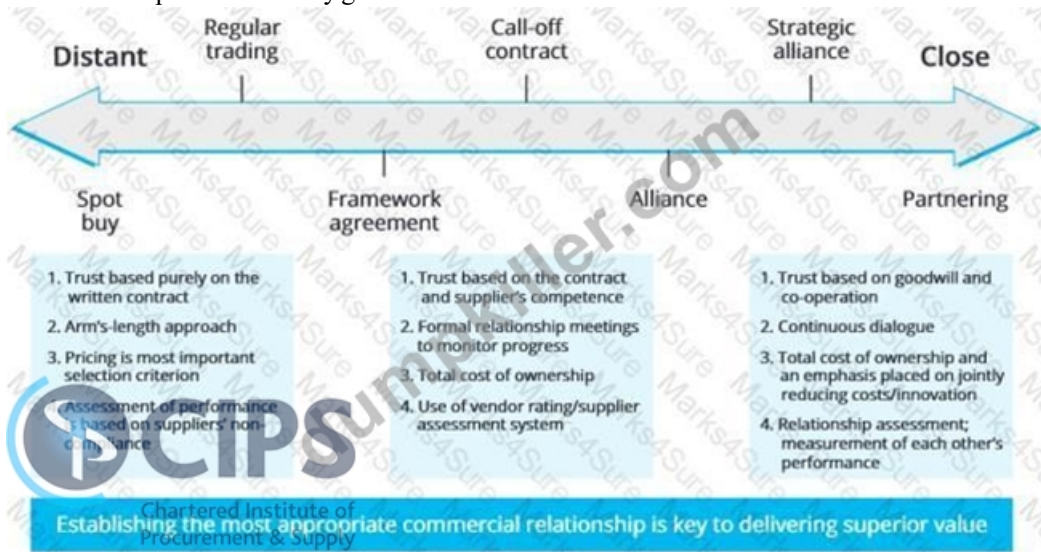 Distant
Regular
trading
Call-off
contract
Strategic
alliance
Close
Spot
buy
Framework
agreement
Alliance
Partnering
1. Trust based purely on the
written contract
2. Arm's-length approach
3. Pricing is most important
selection criterion
4. Assessment of performance
is based on suppliers' non-
compliance
1. Trust based on the contract
and supplier's competence
2. Formal relationship meetings
to monitor progress
3. Total cost of ownership
4. Use of vendor rating/supplier
assessment system
1. Trust based on goodwill and
co-operation
2. Continuous dialogue
3. Total cost of ownership and
an emphasis placed on jointly
reducing costs/innovation
4. Relationship assessment;
measurement of each other's
performance
CIPS
Chartered Institute of
Procurement & Supply
Establishing the most appropriate commercial relationship is key to delivering superior value
dumpkiller.com
Marks4Sure